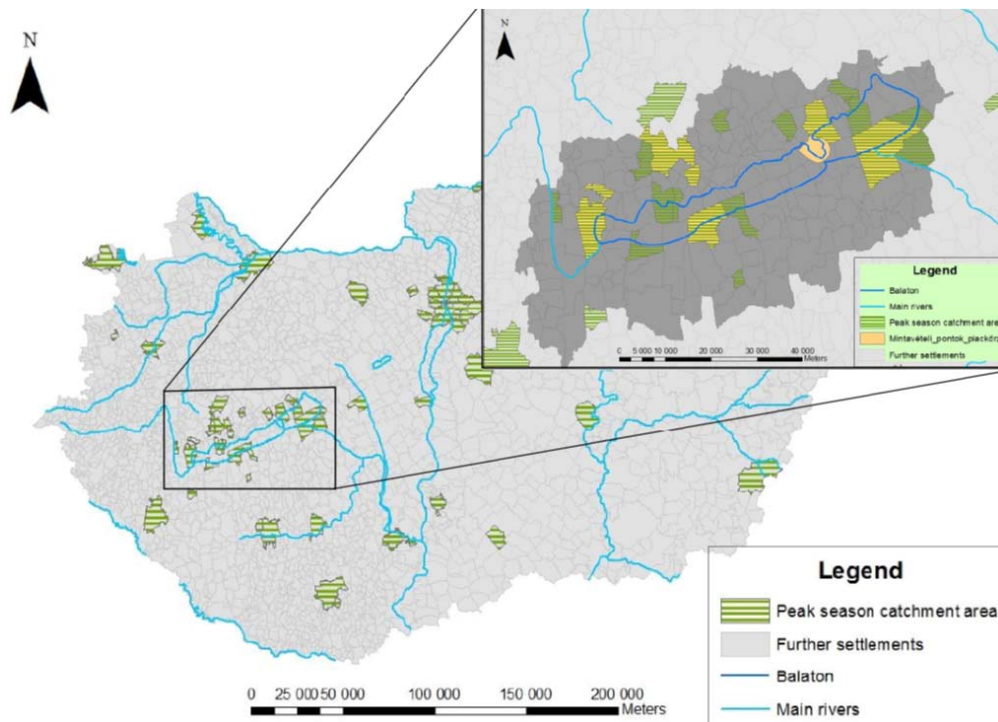 N
N
Legend
Balaton
Main rivers
Peak season catchment area
Mintavételi_pontok_piackörz
Further settlements
0 5 000 10 000 20 000 30 000 40 000
Meters
Legend
Peak season catchment area
Further settlements
Balaton
Main rivers
0 25 000 50 000 100 000 150 000 200 000
Meters